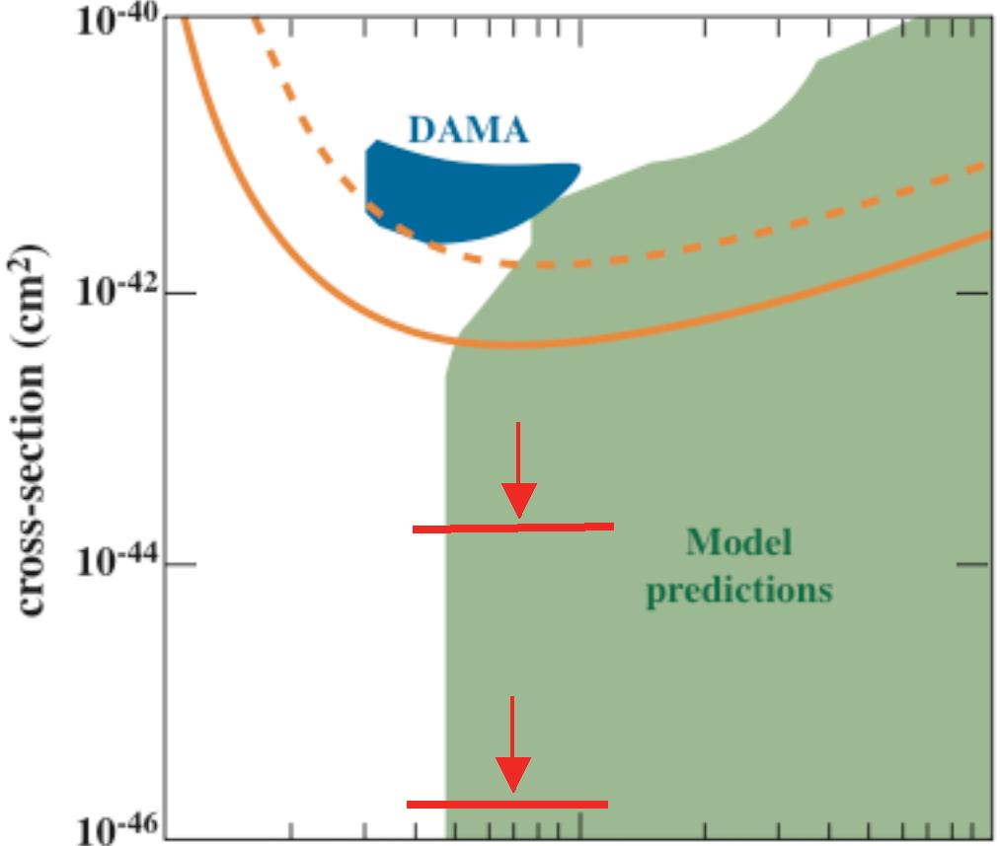 10⁻⁴⁰
DAMA
10⁻⁴²
cross-section (cm²)
10⁻⁴⁴
Model
predictions
10⁻⁴⁶